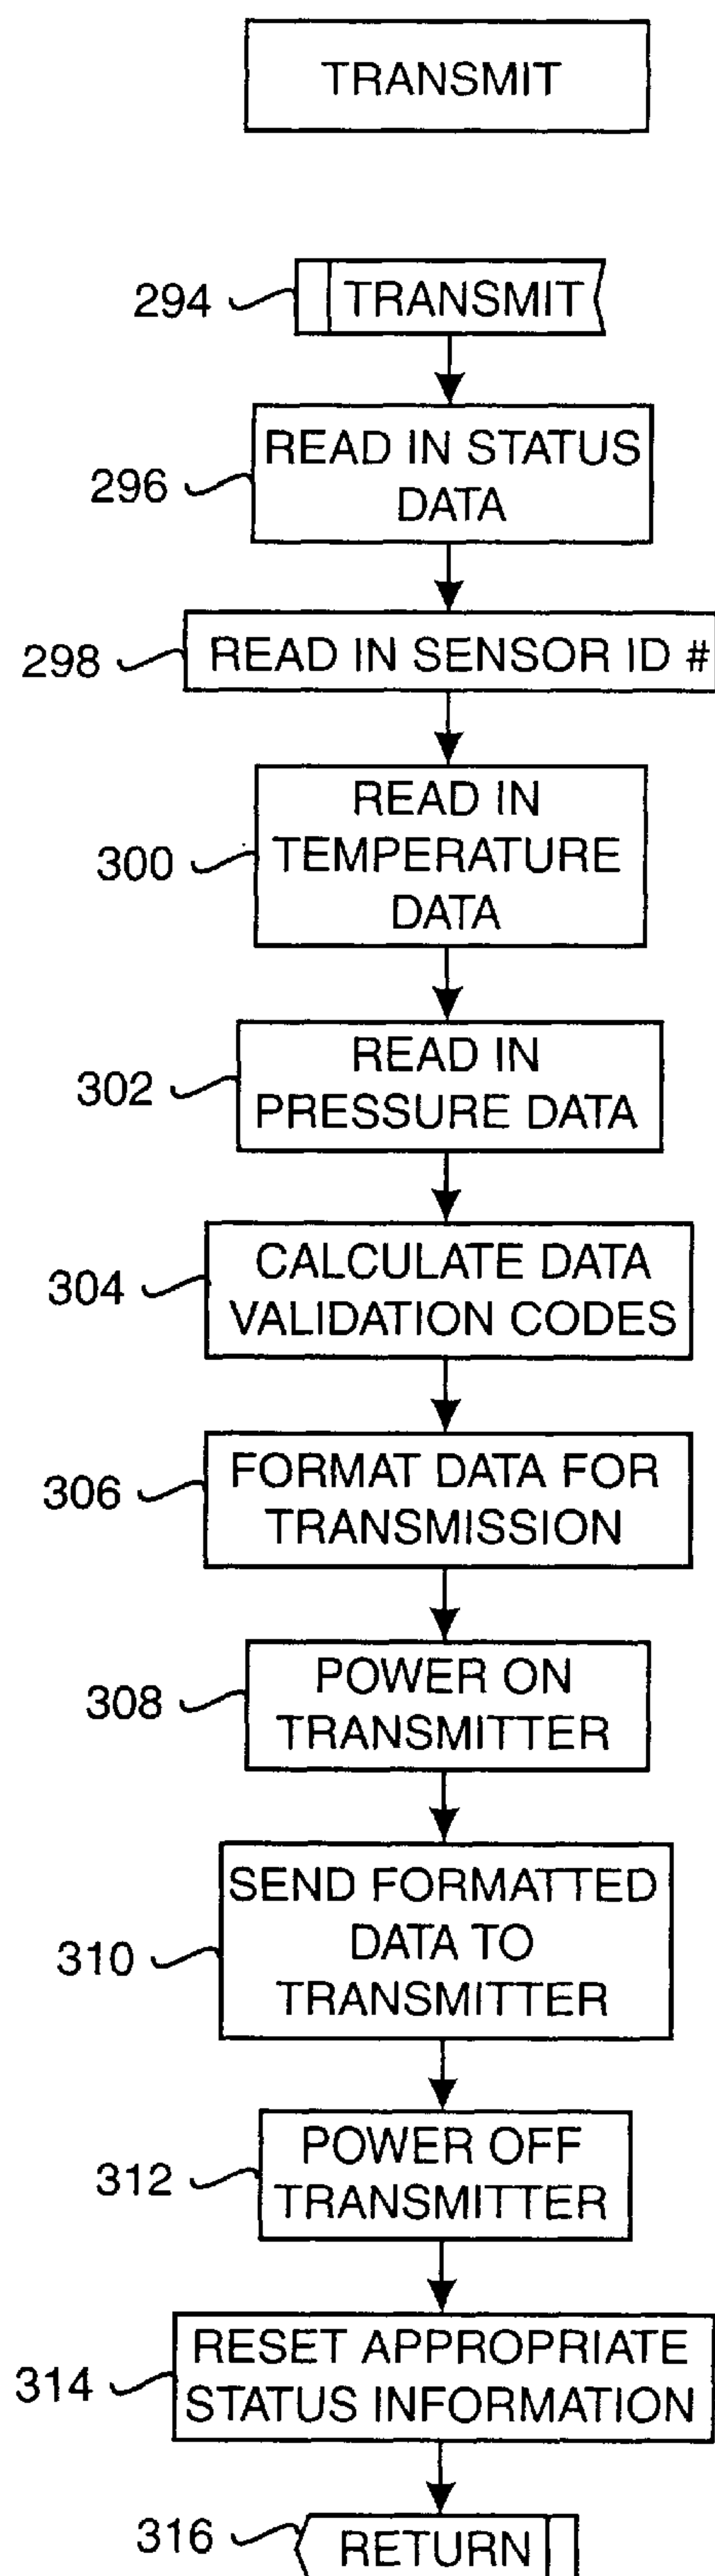 TRANSMIT
294 TRANSMIT
296 READ IN STATUS
DATA
298 READ IN SENSOR ID #
READ IN
300 TEMPERATURE
DATA
READ IN
302 PRESSURE DATA
304 CALCULATE DATA
VALIDATION CODES
306 FORMAT DATA FOR
TRANSMISSION
308 POWER ON
TRANSMITTER
SEND FORMATTED
310 DATA TO
TRANSMITTER
312 POWER OFF
TRANSMITTER
314 RESET APPROPRIATE
STATUS INFORMATION
316 RETURN